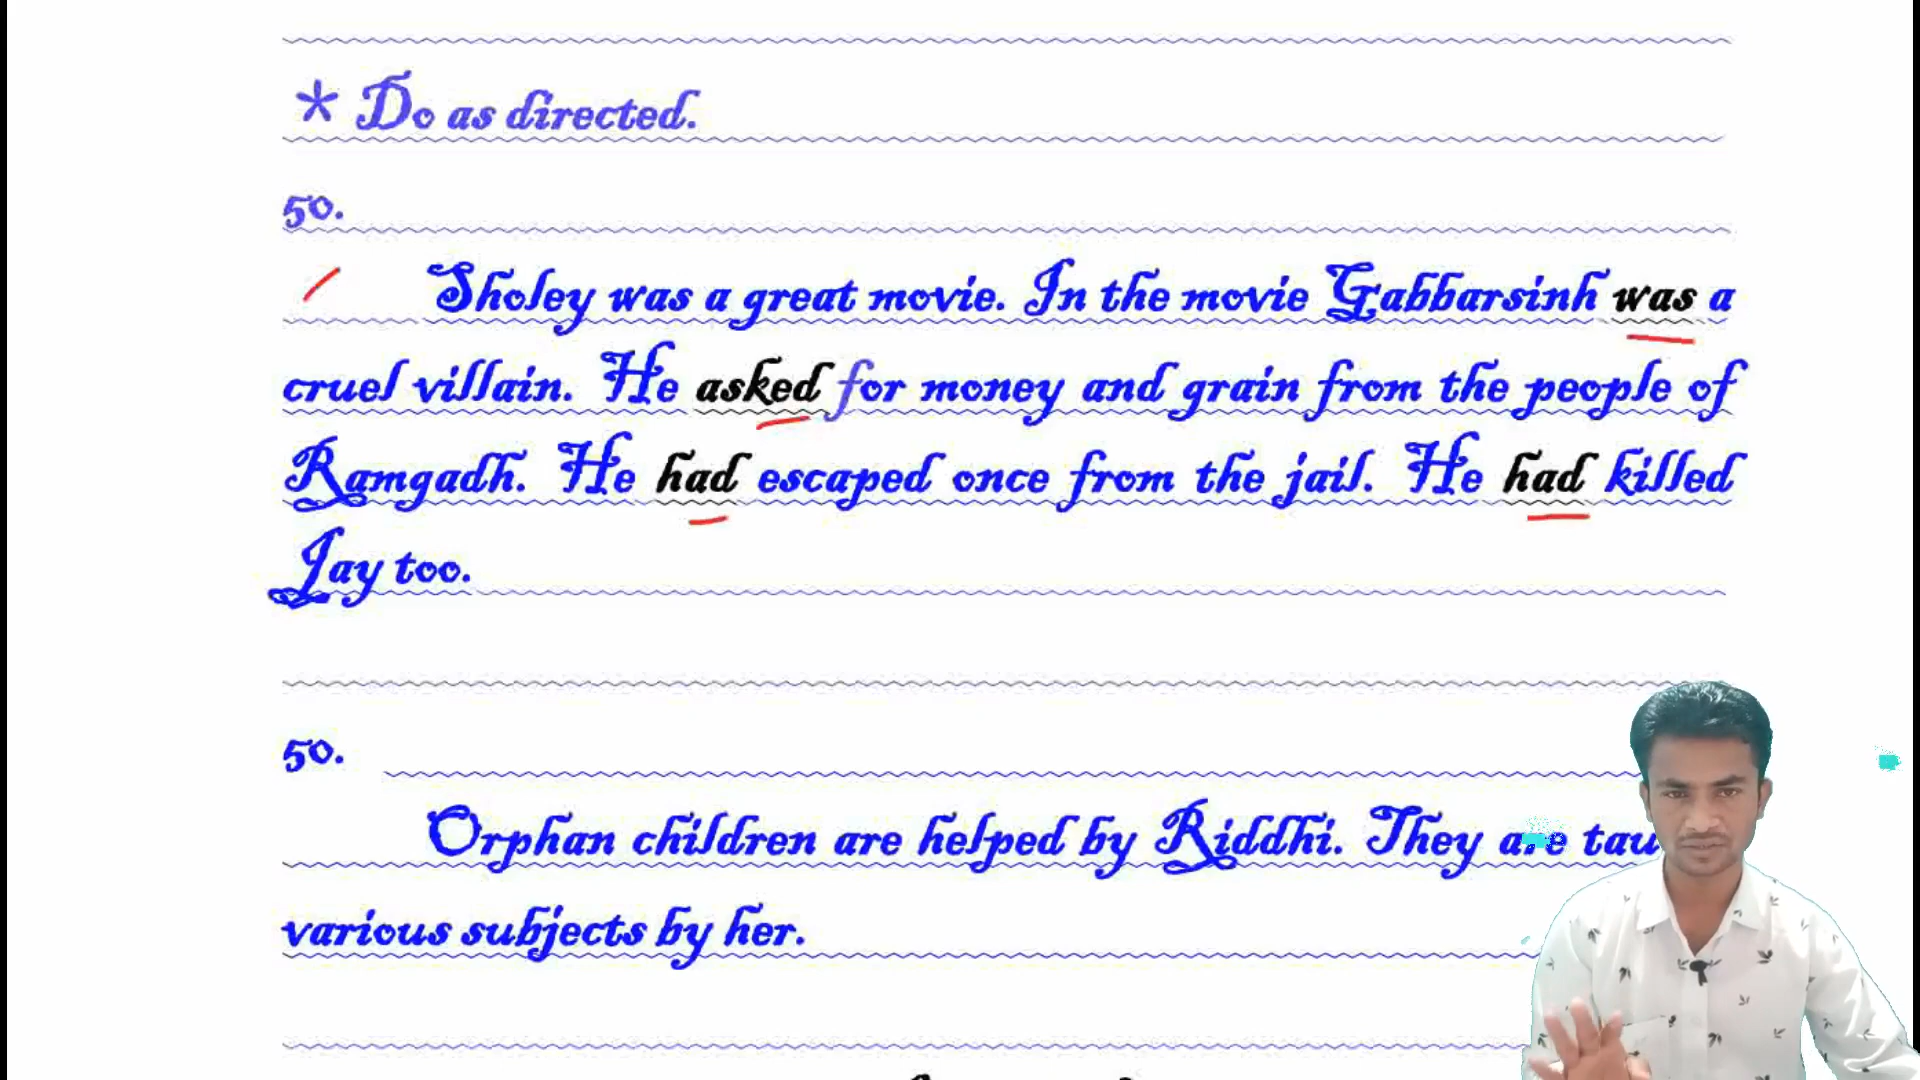 * Do as directed.
50.
Sholey was a great movie. In the movie Gabbarsinh was a
cruel villain. He asked for money and grain from the people of
Ramgadh. He had escaped once from the jail. He had killed
Jay too.
50.
Orphan children are helped by Riddhi. They are
various subjects by her.